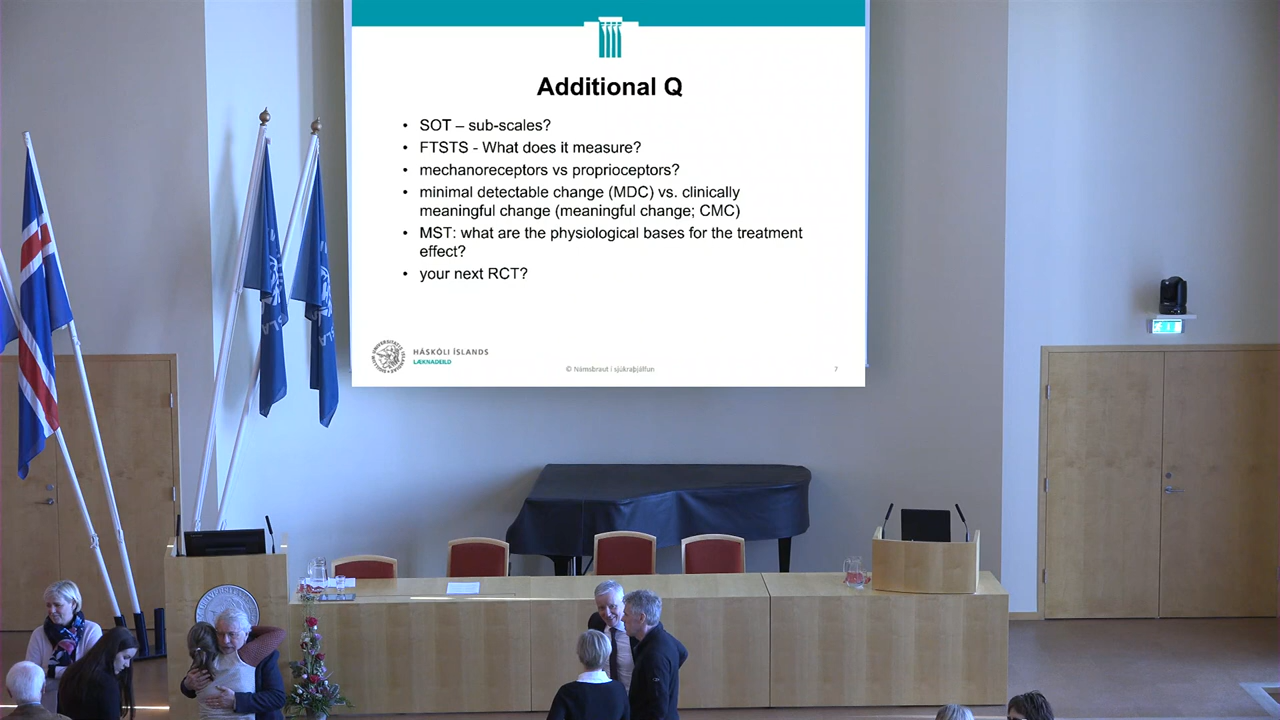 Additional Q
• SOT – sub-scales?
• FTSTS - What does it measure?
• mechanoreceptors vs proprioceptors?
• minimal detectable change (MDC) vs. clinically
meaningful change (meaningful change; CMC)
• MST: what are the physiological bases for the treatment
effect?
• your next RCT?
HÁSKÓLI ÍSLANDS
LÆKNADEILD
© Námsbraut í sjúkraþjálfun
7